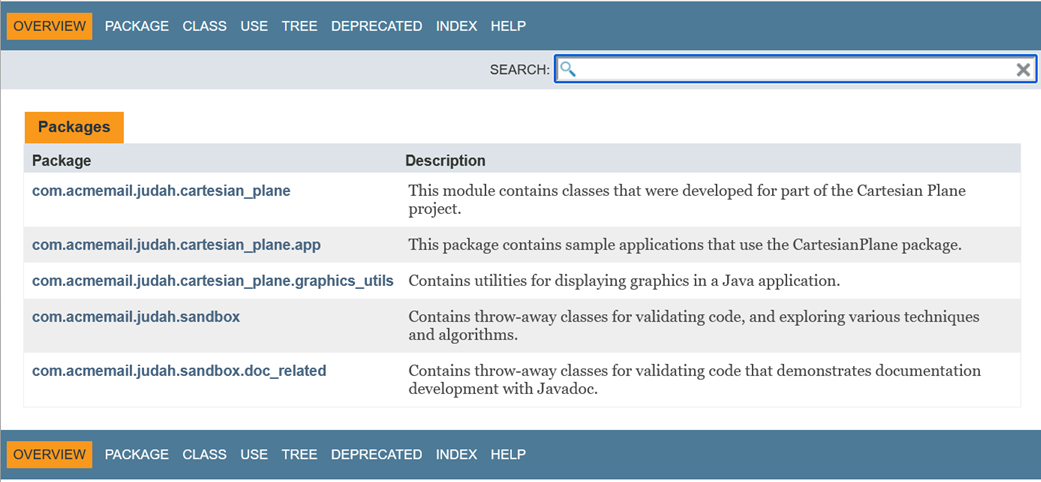 OVERVIEW PACKAGE CLASS USE TREE DEPRECATED INDEX HELP
SEARCH:
Packages
Package Description
com.acmemail.judah.cartesian_plane This module contains classes that were developed for part of the Cartesian Plane
project.
com.acmemail.judah.cartesian_plane.app This package contains sample applications that use the CartesianPlane package.
com.acmemail.judah.cartesian_plane.graphics_utils Contains utilities for displaying graphics in a Java application.
com.acmemail.judah.sandbox Contains throw-away classes for validating code, and exploring various techniques
and algorithms.
com.acmemail.judah.sandbox.doc_related Contains throw-away classes for validating code that demonstrates documentation
development with Javadoc.
OVERVIEW PACKAGE CLASS USE TREE DEPRECATED INDEX HELP